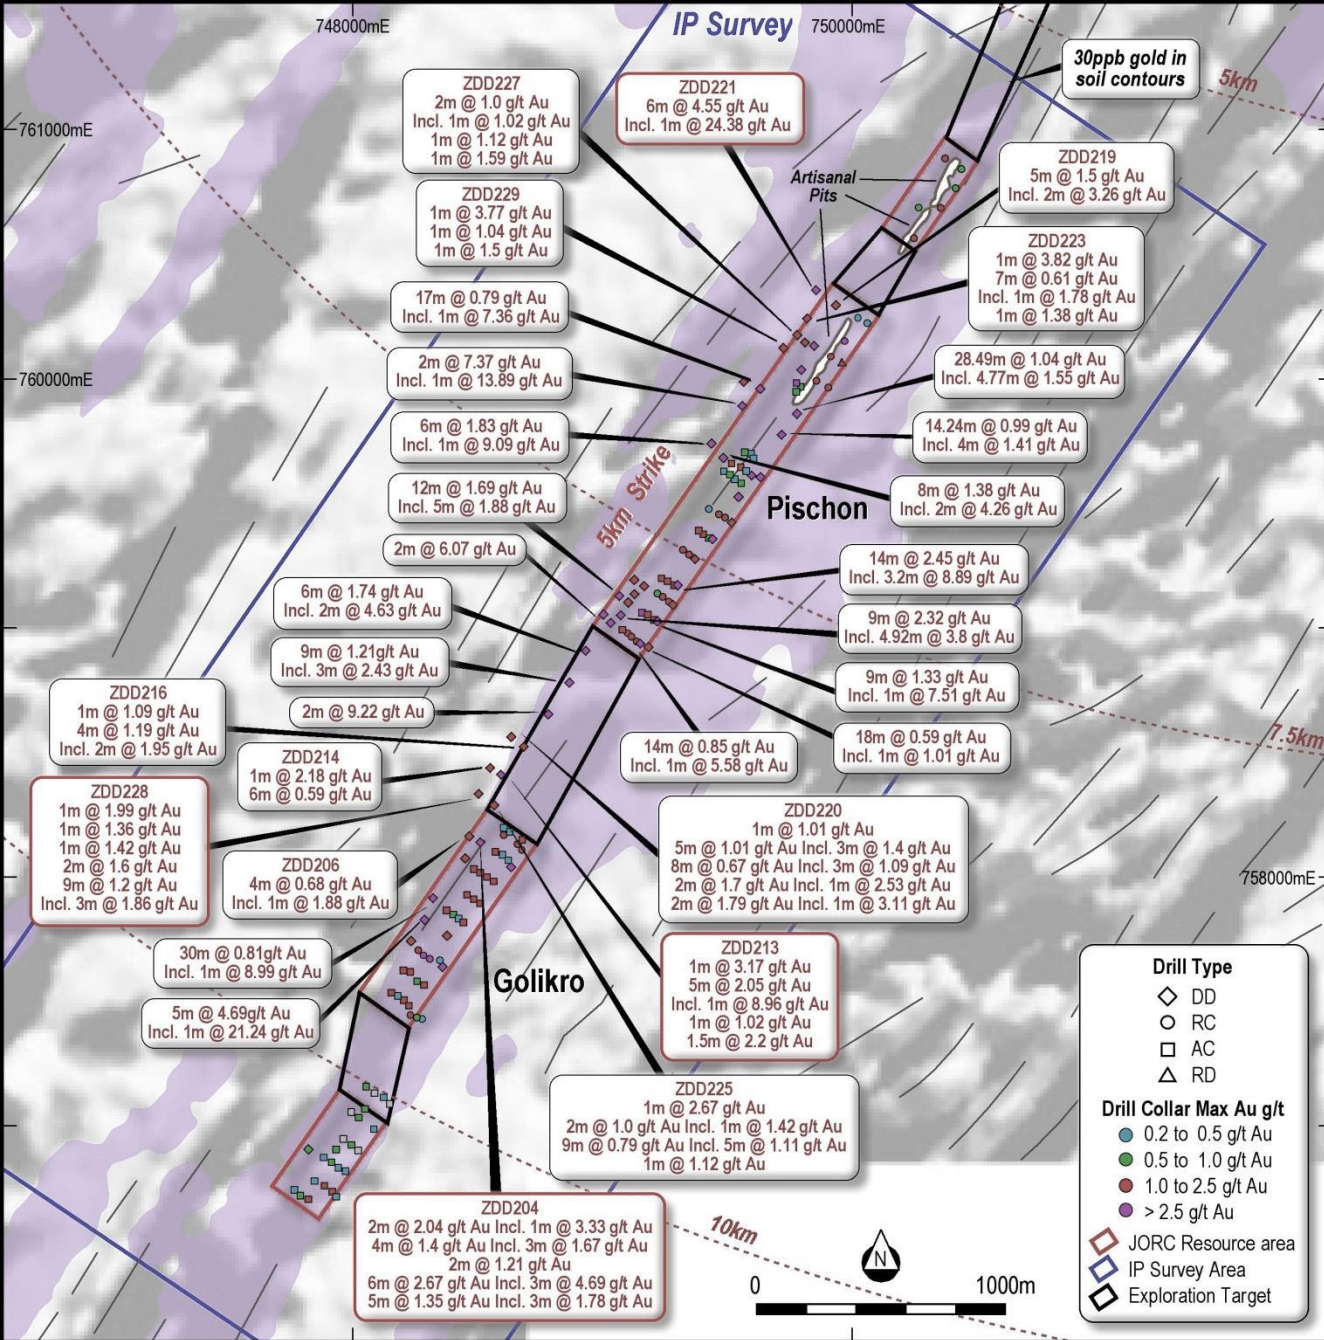 748000mE
IP Survey
750000mE
30ppb gold in
soil contours
5km
761000mE
ZDD227
2m @ 1.0 g/t Au
Incl. 1m @ 1.02 g/t Au
1m @ 1.12 g/t Au
1m @ 1.59 g/t Au
ZDD221
6m @ 4.55 g/t Au
Incl. 1m @ 24.38 g/t Au
Artisanal
Pits
ZDD219
5m @ 1.5 g/t Au
Incl. 2m @ 3.26 g/t Au
ZDD229
1m @ 3.77 g/t Au
1m @ 1.04 g/t Au
1m @ 1.5 g/t Au
ZDD223
1m @ 3.82 g/t Au
7m @ 0.61 g/t Au
Incl. 1m @ 1.78 g/t Au
1m @ 1.38 g/t Au
17m @ 0.79 g/t Au
Incl. 1m @ 7.36 g/t Au
760000mE
2m @ 7.37 g/t Au
Incl. 1m @ 13.89 g/t Au
28.49m @ 1.04 g/t Au
Incl. 4.77m @ 1.55 g/t Au
6m @ 1.83 g/t Au
Incl. 1m @ 9.09 g/t Au
14.24m @ 0.99 g/t Au
Incl. 4m @ 1.41 g/t Au
12m @ 1.69 g/t Au
Incl. 5m @ 1.88 g/t Au
5km Strike
Pischon
8m @ 1.38 g/t Au
Incl. 2m @ 4.26 g/t Au
2m @ 6.07 g/t Au
14m @ 2.45 g/t Au
Incl. 3.2m @ 8.89 g/t Au
6m @ 1.74 g/t Au
Incl. 2m @ 4.63 g/t Au
9m @ 2.32 g/t Au
Incl. 4.92m @ 3.8 g/t Au
9m @ 1.21g/t Au
Incl. 3m @ 2.43 g/t Au
9m @ 1.33 g/t Au
Incl. 1m @ 7.51 g/t Au
2m @ 9.22 g/t Au
ZDD216
1m @ 1.09 g/t Au
4m @ 1.19 g/t Au
Incl. 2m @ 1.95 g/t Au
14m @ 0.85 g/t Au
Incl. 1m @ 5.58 g/t Au
18m @ 0.59 g/t Au
Incl. 1m @ 1.01 g/t Au
7.5km
ZDD214
1m @ 2.18 g/t Au
6m @ 0.59 g/t Au
ZDD228
1m @ 1.99 g/t Au
1m @ 1.36 g/t Au
1m @ 1.42 g/t Au
2m @ 1.6 g/t Au
9m @ 1.2 g/t Au
Incl. 3m @ 1.86 g/t Au
ZDD220
1m @ 1.01 g/t Au
5m @ 1.01 g/t Au Incl. 3m @ 1.4 g/t Au
8m @ 0.67 g/t Au Incl. 3m @ 1.09 g/t Au
2m @ 1.7 g/t Au Incl. 1m @ 2.53 g/t Au
2m @ 1.79 g/t Au Incl. 1m @ 3.11 g/t Au
ZDD206
4m @ 0.68 g/t Au
Incl. 1m @ 1.88 g/t Au
758000mE
30m @ 0.81g/t Au
Incl. 1m @ 8.99 g/t Au
Golikro
ZDD213
1m @ 3.17 g/t Au
5m @ 2.05 g/t Au
Incl. 1m @ 8.96 g/t Au
1m @ 1.02 g/t Au
1.5m @ 2.2 g/t Au
5m @ 4.69g/t Au
Incl. 1m @ 21.24 g/t Au
ZDD225
1m @ 2.67 g/t Au
2m @ 1.0 g/t Au Incl. 1m @ 1.42 g/t Au
9m @ 0.79 g/t Au Incl. 5m @ 1.11 g/t Au
1m @ 1.12 g/t Au
ZDD204
2m @ 2.04 g/t Au Incl. 1m @ 3.33 g/t Au
4m @ 1.4 g/t Au Incl. 3m @ 1.67 g/t Au
2m @ 1.21 g/t Au
6m @ 2.67 g/t Au Incl. 3m @ 4.69 g/t Au
5m @ 1.35 g/t Au Incl. 3m @ 1.78 g/t Au
10km
N
0 1000m
Drill Type
DD
RC
AC
RD
Drill Collar Max Au g/t
0.2 to 0.5 g/t Au
0.5 to 1.0 g/t Au
1.0 to 2.5 g/t Au
> 2.5 g/t Au
JORC Resource area
IP Survey Area
Exploration Target